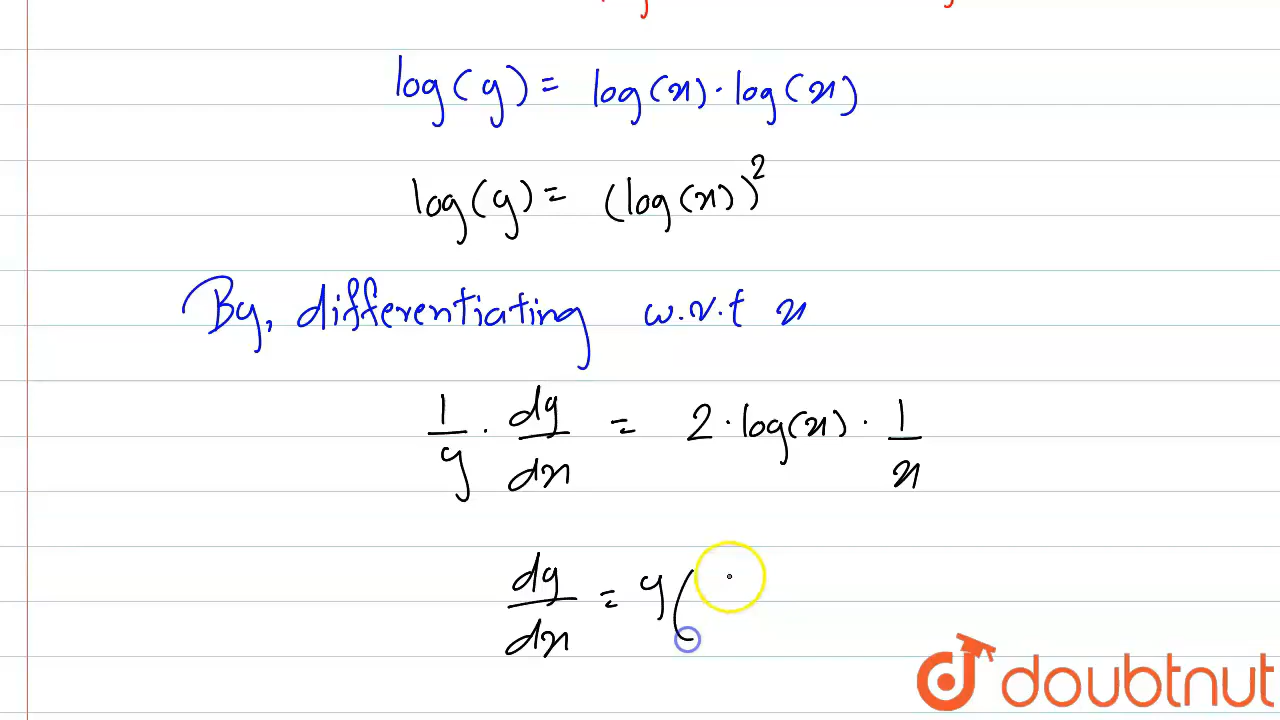 log(y) = log(x) · log(x)
log(y) = (log(x))²
By, differentiating w.r.t x
1/y · dy/dx = 2 · log(x) · 1/x
dy/dx = y(
doubtnut